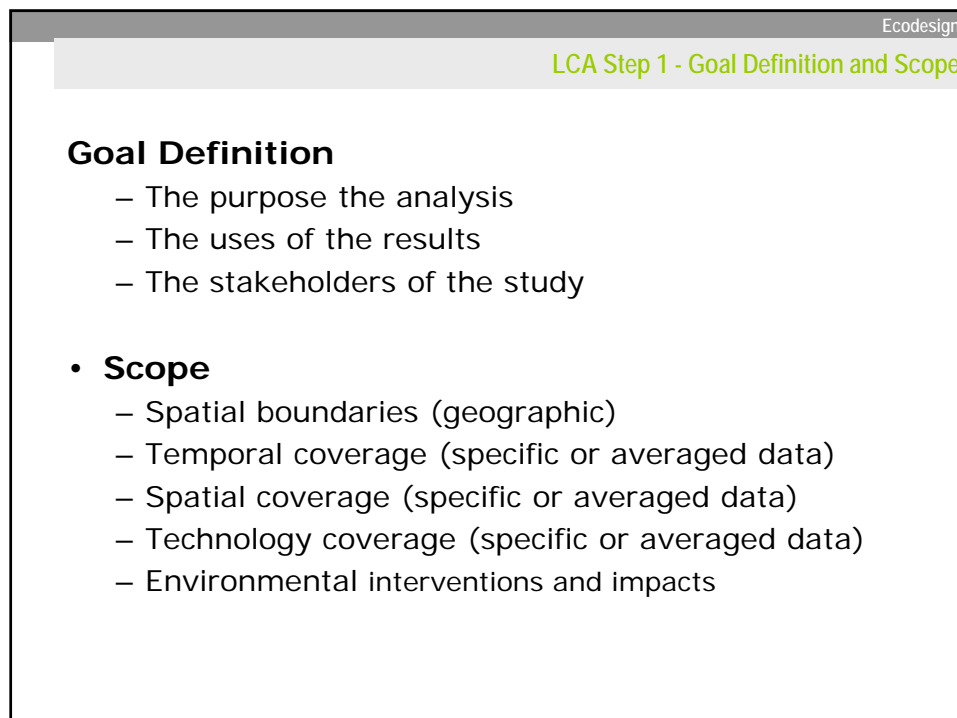 Ecodesign
LCA Step 1 - Goal Definition and Scope
Goal Definition
– The purpose the analysis
– The uses of the results
– The stakeholders of the study
• Scope
– Spatial boundaries (geographic)
– Temporal coverage (specific or averaged data)
– Spatial coverage (specific or averaged data)
– Technology coverage (specific or averaged data)
– Environmental interventions and impacts